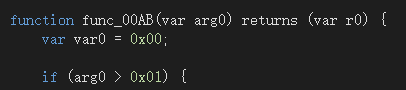 function func_00AB(var arg0) returns (var r0) {
    var var0 = 0x00;
    if (arg0 > 0x01) {